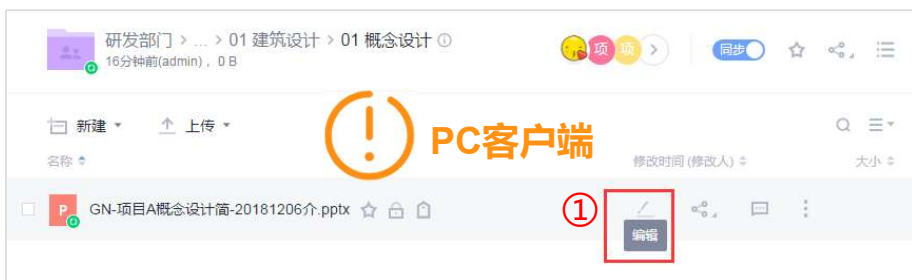 研发部门 > ... > 01 建筑设计 > 01 概念设计
16分钟前(admin) , 0 B
项 项 >
同步
新建 上传
PC客户端
名称 修改时间 (修改人) 大小
P GN-项目A概念设计简-20181206介.pptx
①
编辑